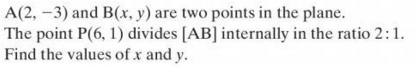 A(2, −3) and B(x, y) are two points in the plane.
The point P(6, 1) divides [AB] internally in the ratio 2 : 1.
Find the values of x and y.